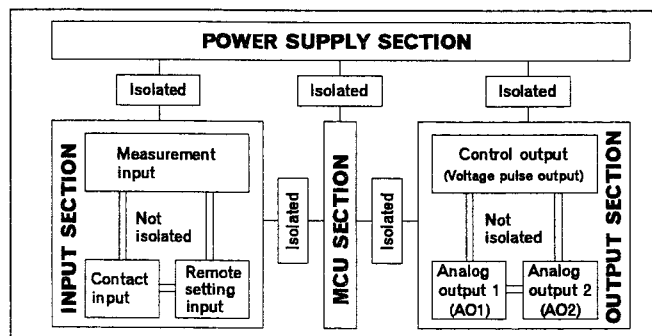 POWER SUPPLY SECTION
Isolated
Isolated
Isolated
INPUT SECTION
Measurement
input
Not
isolated
Contact
input
Remote
setting
input
Isolated
MCU SECTION
Isolated
Control output
(Voltage pulse output)
Not
isolated
Analog
output 1
(AO1)
Analog
output 2
(AO2)
OUTPUT SECTION